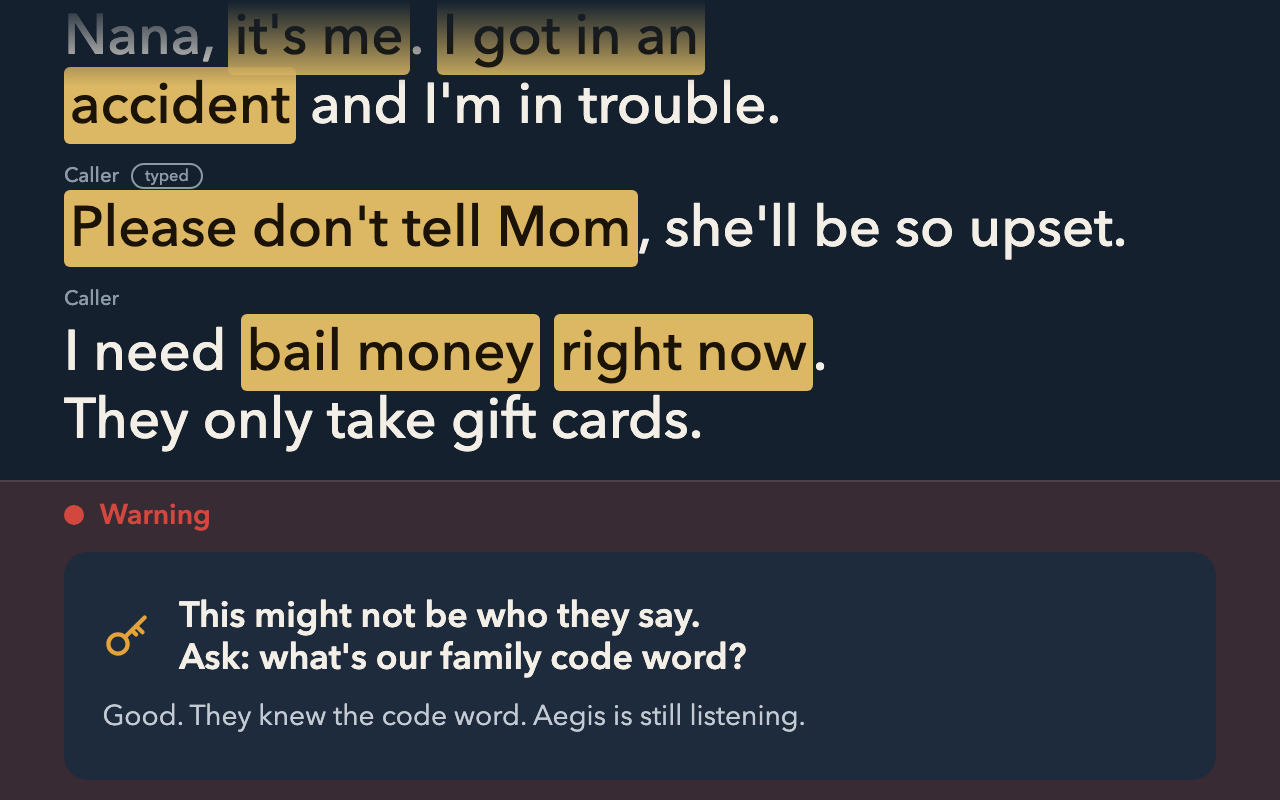 Nana, it's me. I got in an
accident and I'm in trouble.
Caller typed
Please don't tell Mom, she'll be so upset.
Caller
I need bail money right now.
They only take gift cards.
Warning
This might not be who they say.
Ask: what's our family code word?
Good. They knew the code word. Aegis is still listening.